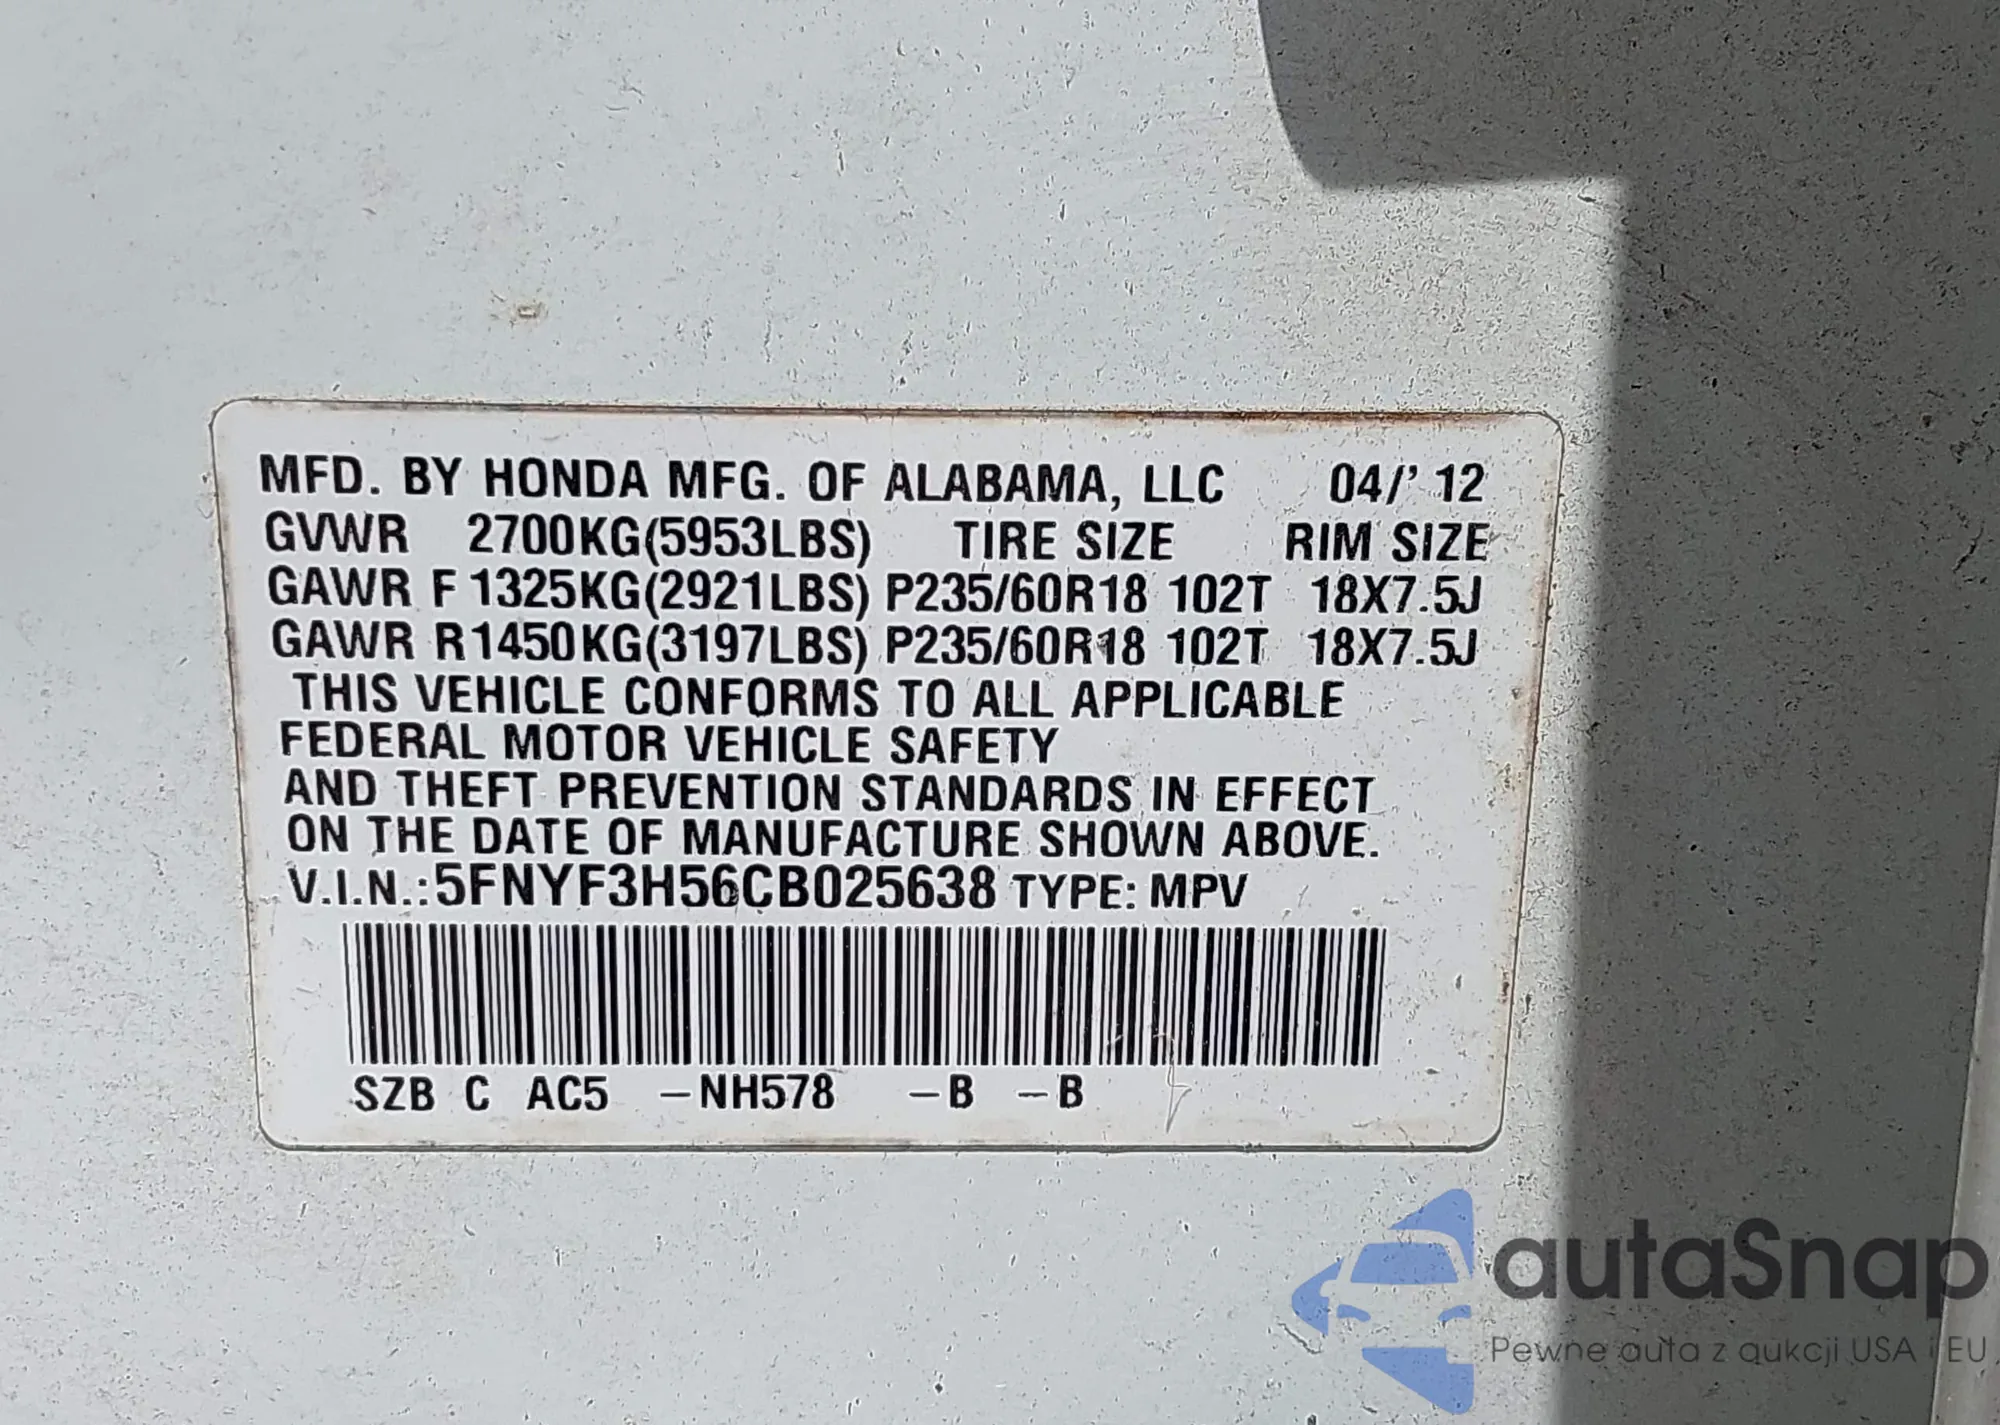 MFD. BY HONDA MFG. OF ALABAMA, LLC 04/' 12
GVWR 2700KG(5953LBS) TIRE SIZE RIM SIZE
GAWR F 1325KG(2921LBS) P235/60R18 102T 18X7.5J
GAWR R1450KG(3197LBS) P235/60R18 102T 18X7.5J
THIS VEHICLE CONFORMS TO ALL APPLICABLE
FEDERAL MOTOR VEHICLE SAFETY
AND THEFT PREVENTION STANDARDS IN EFFECT
ON THE DATE OF MANUFACTURE SHOWN ABOVE.
V.I.N.:5FNYF3H56CB025638 TYPE: MPV
SZB C AC5 –NH578 –B –B
autaSnap
Pewne auta z aukcji USA i EU